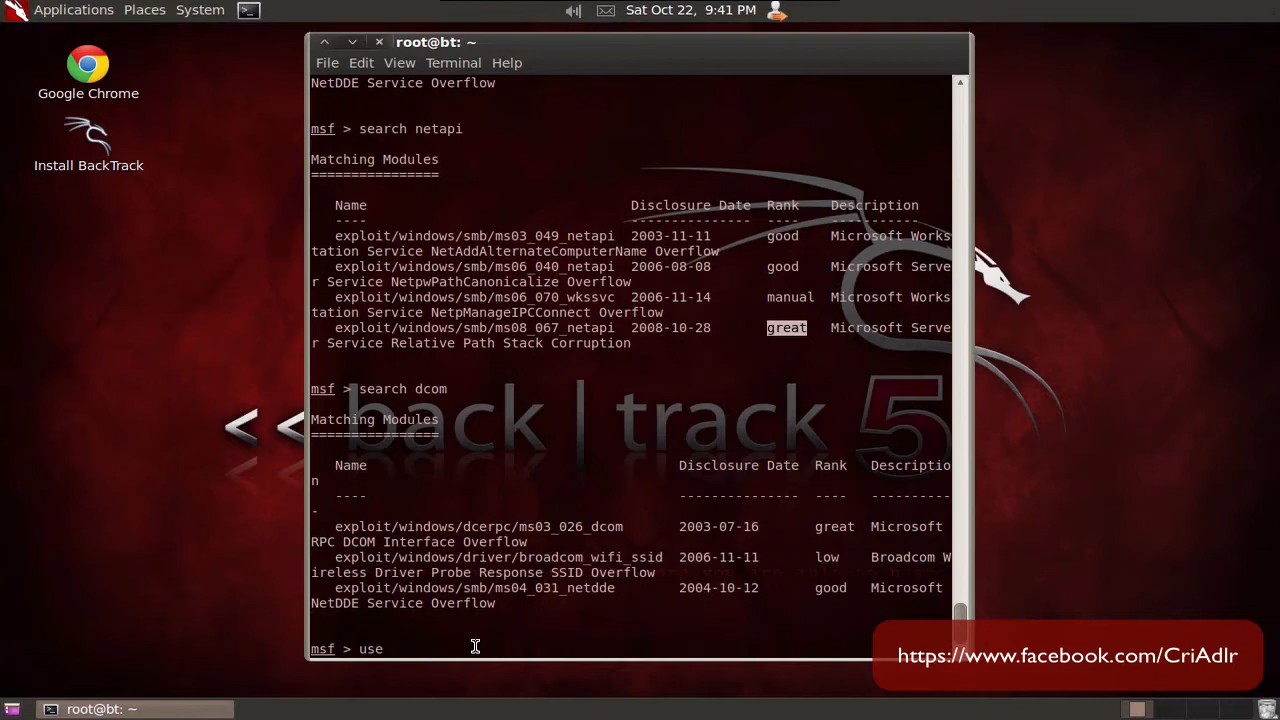 Applications Places System
Sat Oct 22, 9:41 PM
root@bt: ~
File Edit View Terminal Help
Google Chrome
Install BackTrack
NetDDE Service Overflow
msf > search netapi
Matching Modules
================
Name Disclosure Date Rank Description
---- --------------- ---- -----------
exploit/windows/smb/ms03_049_netapi 2003-11-11 good Microsoft Works
tation Service NetAddAlternateComputerName Overflow
exploit/windows/smb/ms06_040_netapi 2006-08-08 good Microsoft Serve
r Service NetpwPathCanonicalize Overflow
exploit/windows/smb/ms06_070_wkssvc 2006-11-14 manual Microsoft Works
tation Service NetpManageIPCConnect Overflow
exploit/windows/smb/ms08_067_netapi 2008-10-28 great Microsoft Serve
r Service Relative Path Stack Corruption
msf > search dcom
Matching Modules
================
Name Disclosure Date Rank Descriptio
n
---- --------------- ---- ----------
-
exploit/windows/dcerpc/ms03_026_dcom 2003-07-16 great Microsoft
RPC DCOM Interface Overflow
exploit/windows/driver/broadcom_wifi_ssid 2006-11-11 low Broadcom W
ireless Driver Probe Response SSID Overflow
exploit/windows/smb/ms04_031_netdde 2004-10-12 good Microsoft
NetDDE Service Overflow
msf > use
<< back | track 5
https://www.facebook.com/CriAdlr
root@bt: ~